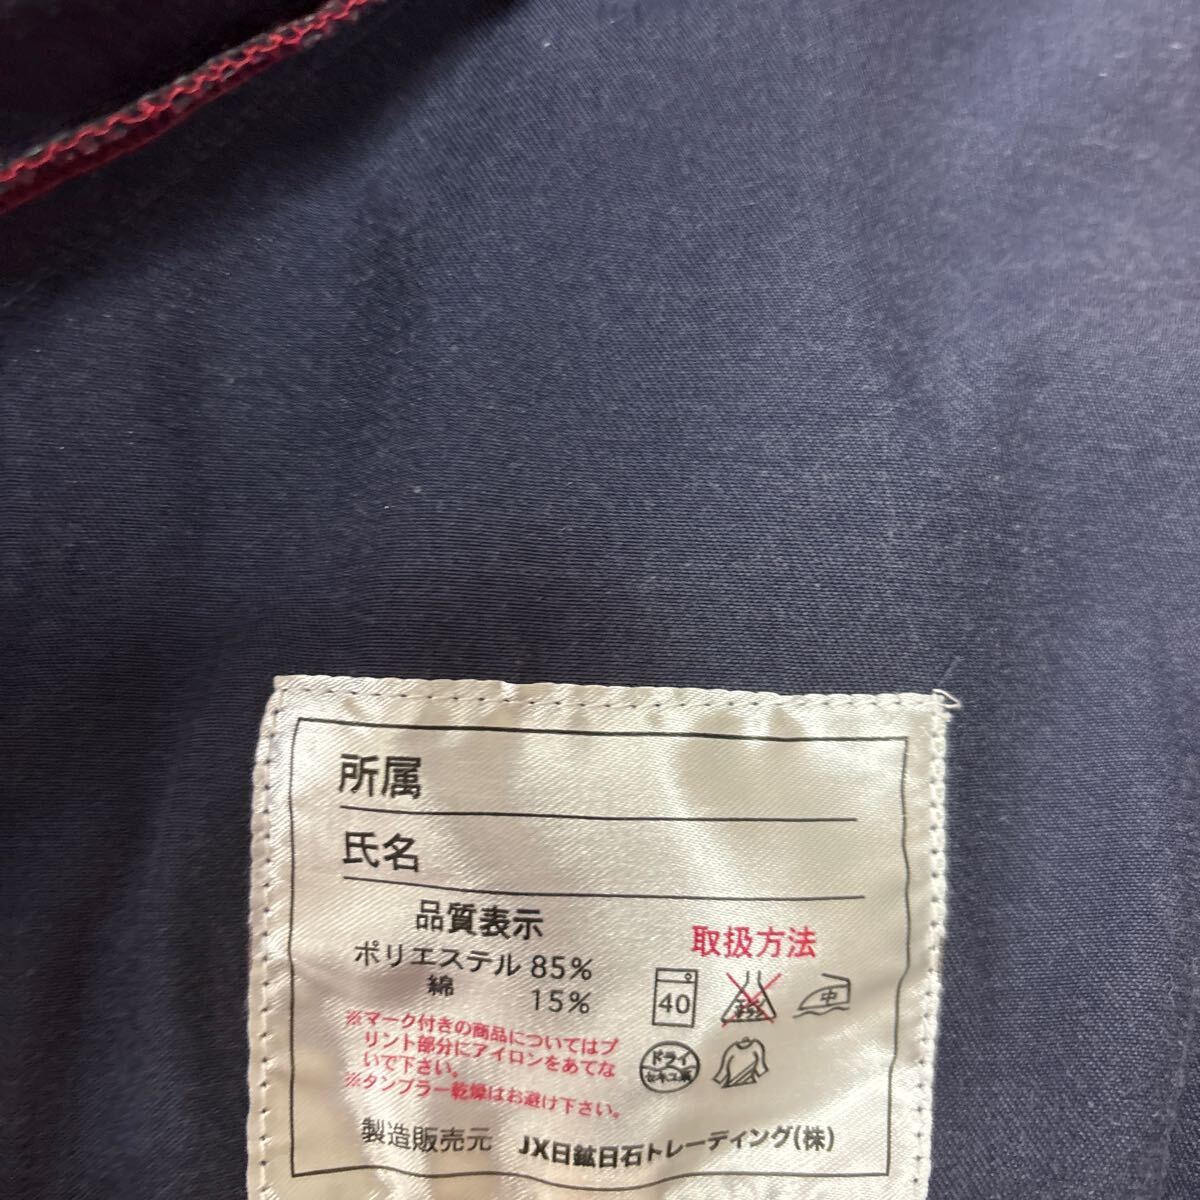 所属
氏名
品質表示
ポリエステル 85%
綿 15%
※マーク付きの商品についてはプ
リント部分にアイロンをあてな
いで下さい。
※タンブラー乾燥はお避け下さい。
取扱方法
40
中
ドライ
製造販売元 JX日鉱日石トレーディング(株)